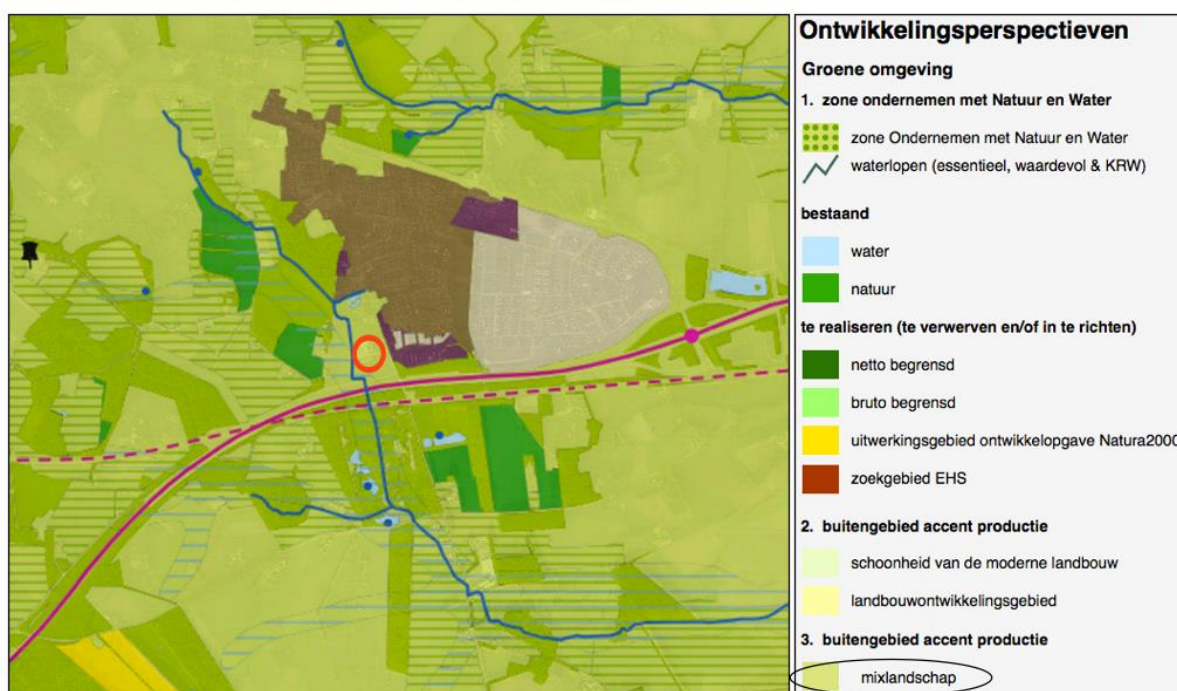 Ontwikkelingsperspectieven
Groene omgeving
1. zone ondernemen met Natuur en Water
zone Ondernemen met Natuur en Water
waterlopen (essentieel, waardevol & KRW)
bestaand
water
natuur
te realiseren (te verwerven en/of in te richten)
netto begrensd
bruto begrensd
uitwerkingsgebied ontwikkelopgave Natura2000
zoekgebied EHS
2. buitengebied accent productie
schoonheid van de moderne landbouw
landbouwontwikkelingsgebied
3. buitengebied accent productie
mixlandschap